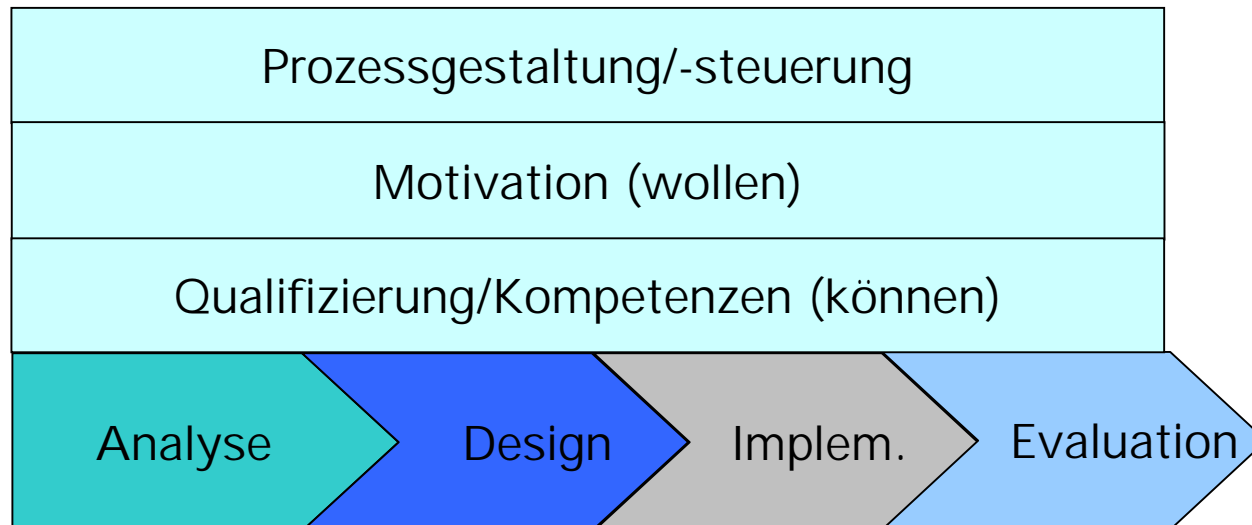 Prozessgestaltung/-steuerung
Motivation (wollen)
Qualifizierung/Kompetenzen (können)
Analyse
Design
Implem.
Evaluation